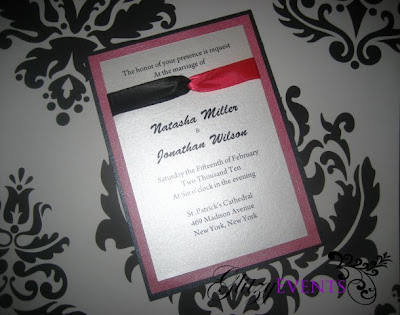 The honor of your presence is request
At the marriage of
Natasha Miller
&
Jonathan Wilson
Saturday the Fifteenth of February
Two Thousand Ten
At Six o'clock in the evening
St. Patrick's Cathedral
469 Madison Avenue
New York, New York
Glitzy Events